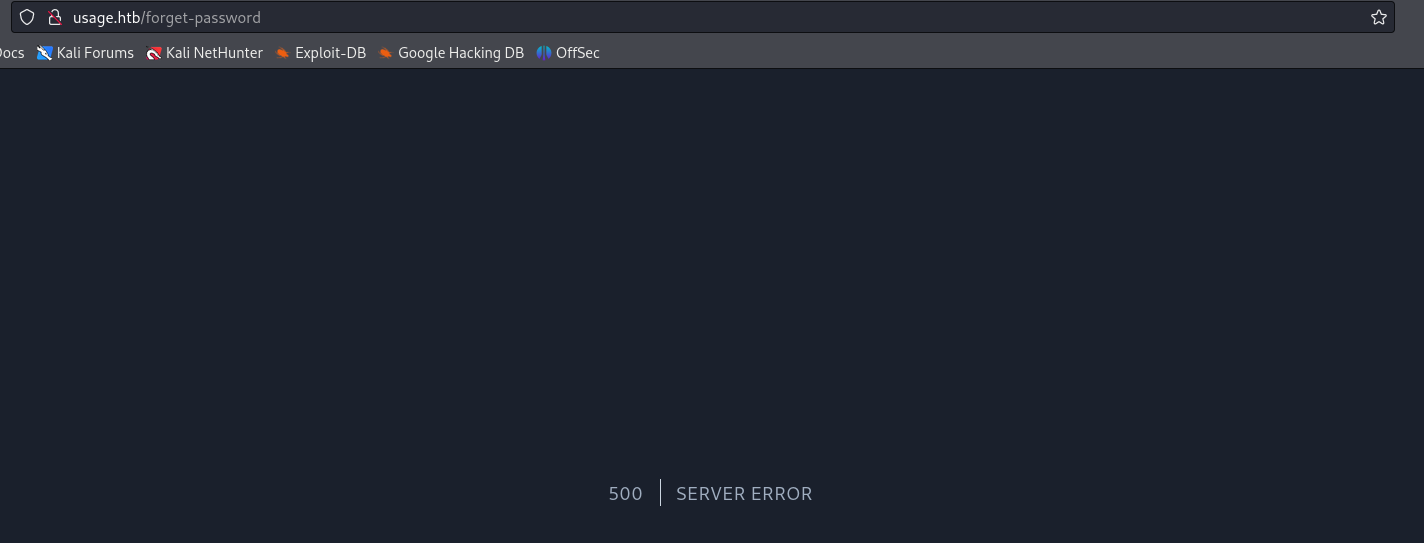 usage.htb/forget-password
Docs Kali Forums Kali NetHunter Exploit-DB Google Hacking DB OffSec
500 SERVER ERROR